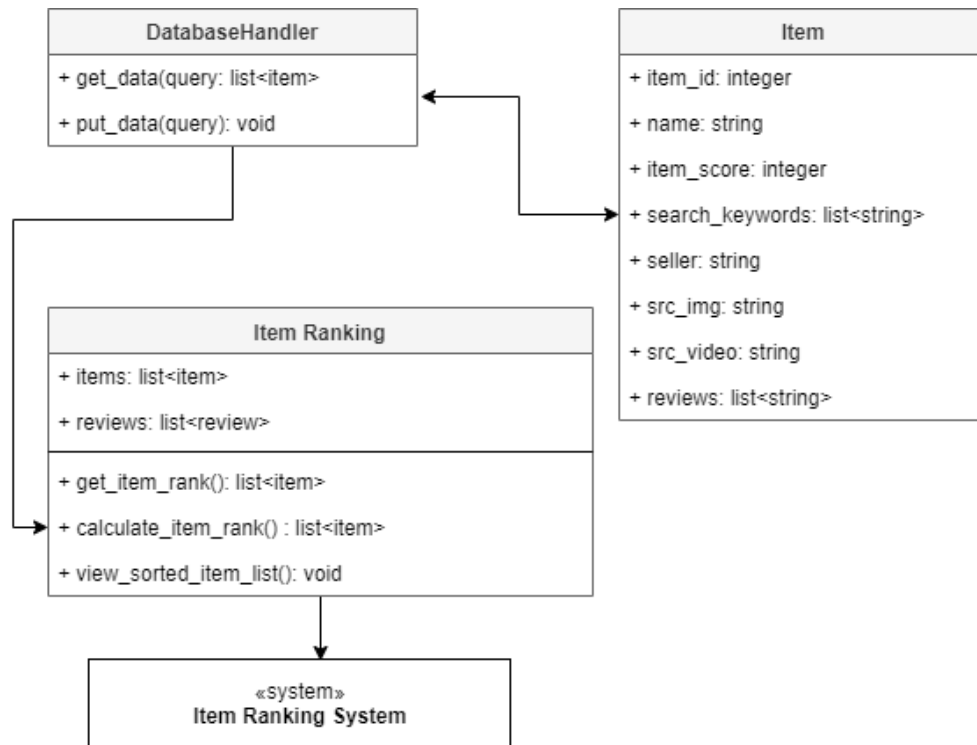 DatabaseHandler
+ get_data(query: list<item>
+ put_data(query): void
Item
+ item_id: integer
+ name: string
+ item_score: integer
+ search_keywords: list<string>
+ seller: string
+ src_img: string
+ src_video: string
+ reviews: list<string>
Item Ranking
+ items: list<item>
+ reviews: list<review>
+ get_item_rank(): list<item>
+ calculate_item_rank() : list<item>
+ view_sorted_item_list(): void
«system»
Item Ranking System